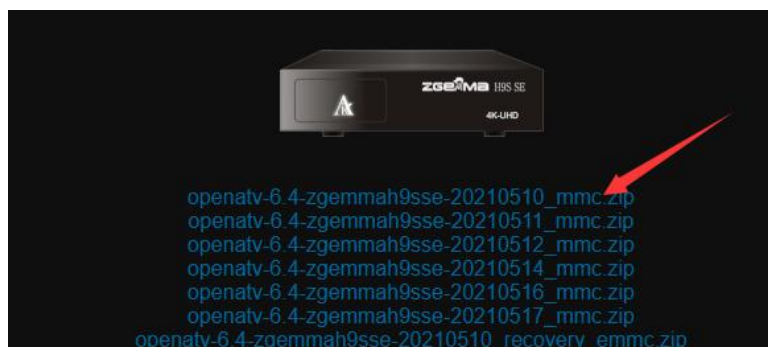 ZGEMMA H9S SE
4K-UHD
openatv-6.4-zgemmah9sse-20210510_mmc.zip
openatv-6.4-zgemmah9sse-20210511_mmc.zip
openatv-6.4-zgemmah9sse-20210512_mmc.zip
openatv-6.4-zgemmah9sse-20210514_mmc.zip
openatv-6.4-zgemmah9sse-20210516_mmc.zip
openatv-6.4-zgemmah9sse-20210517_mmc.zip
openatv-6.4-zgemmah9sse-20210510_recovery_emmc.zip